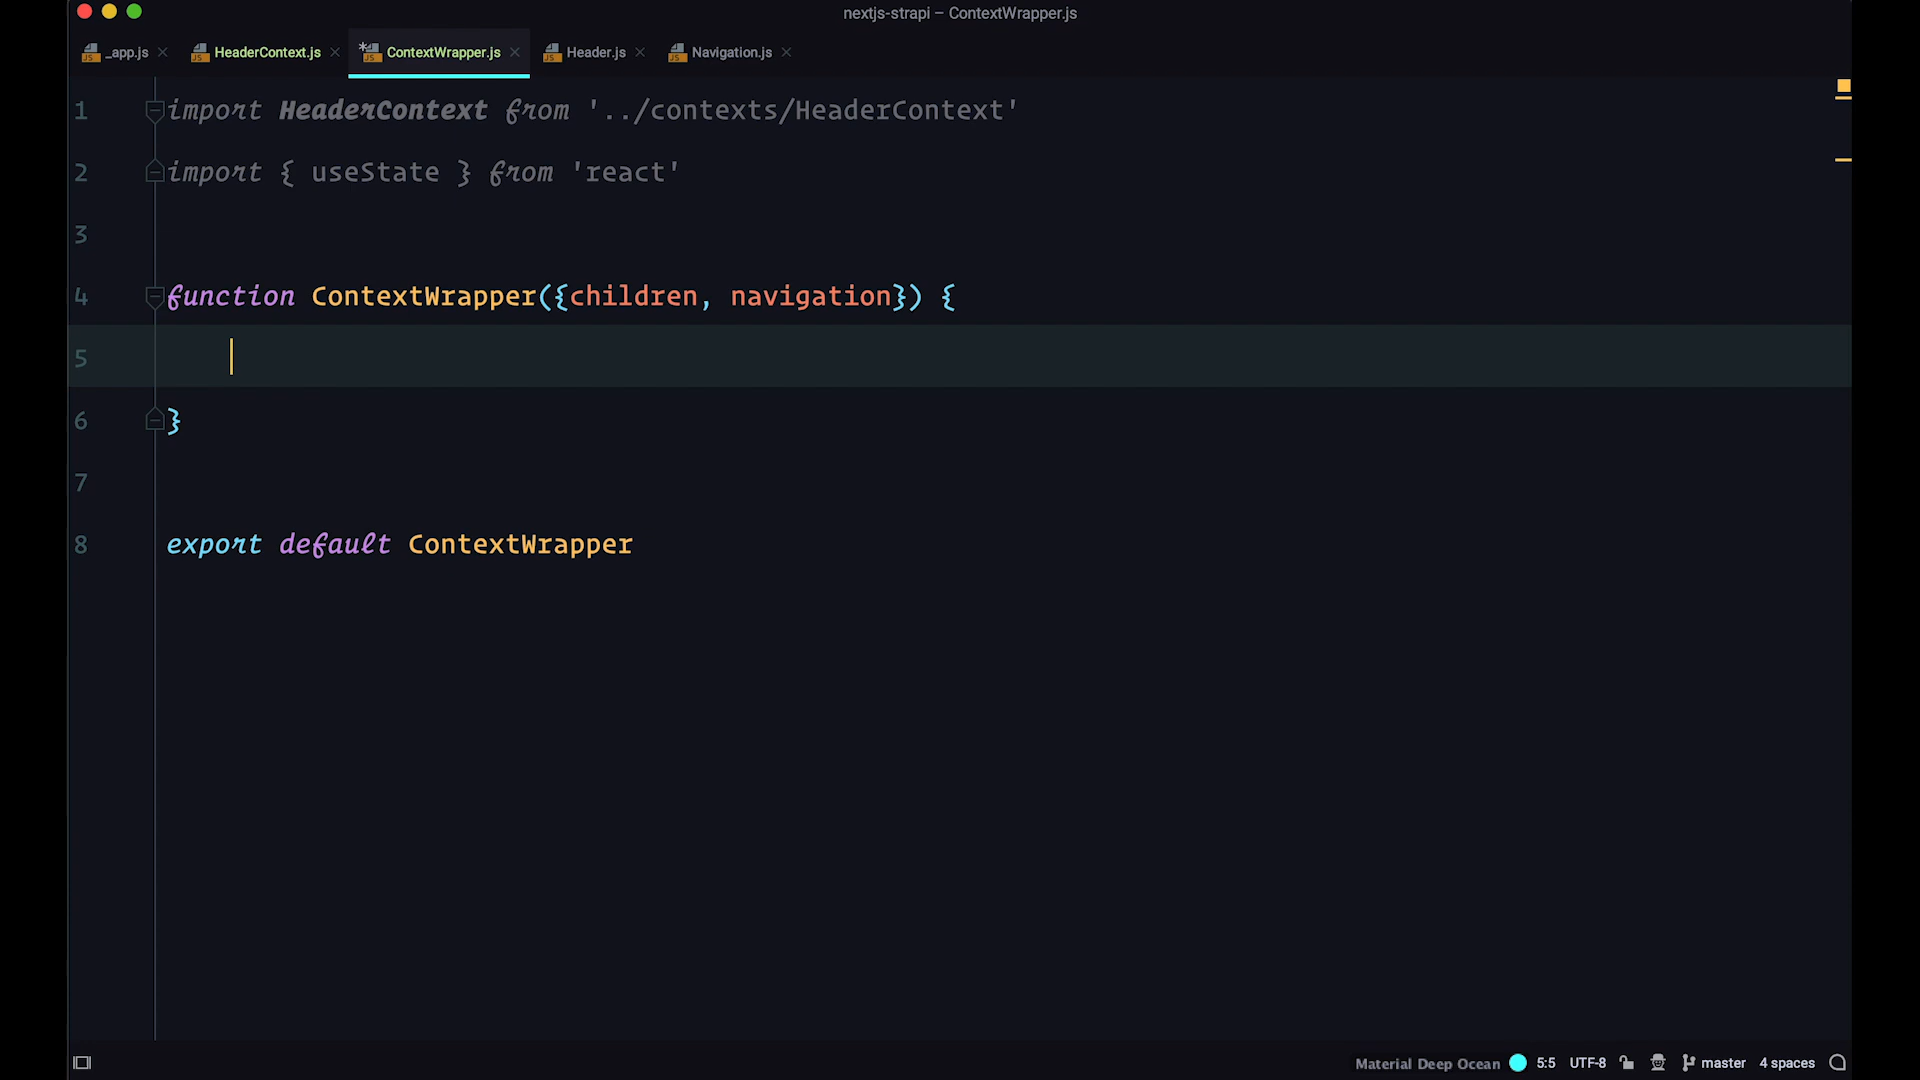 nextjs-strapi – ContextWrapper.js
_app.js
HeaderContext.js
* ContextWrapper.js
Header.js
Navigation.js
1 import HeaderContext from '../contexts/HeaderContext'
2 import { useState } from 'react'
3
4 function ContextWrapper({children, navigation}) {
5
6 }
7
8 export default ContextWrapper
Material Deep Ocean 5:5 UTF-8 master 4 spaces